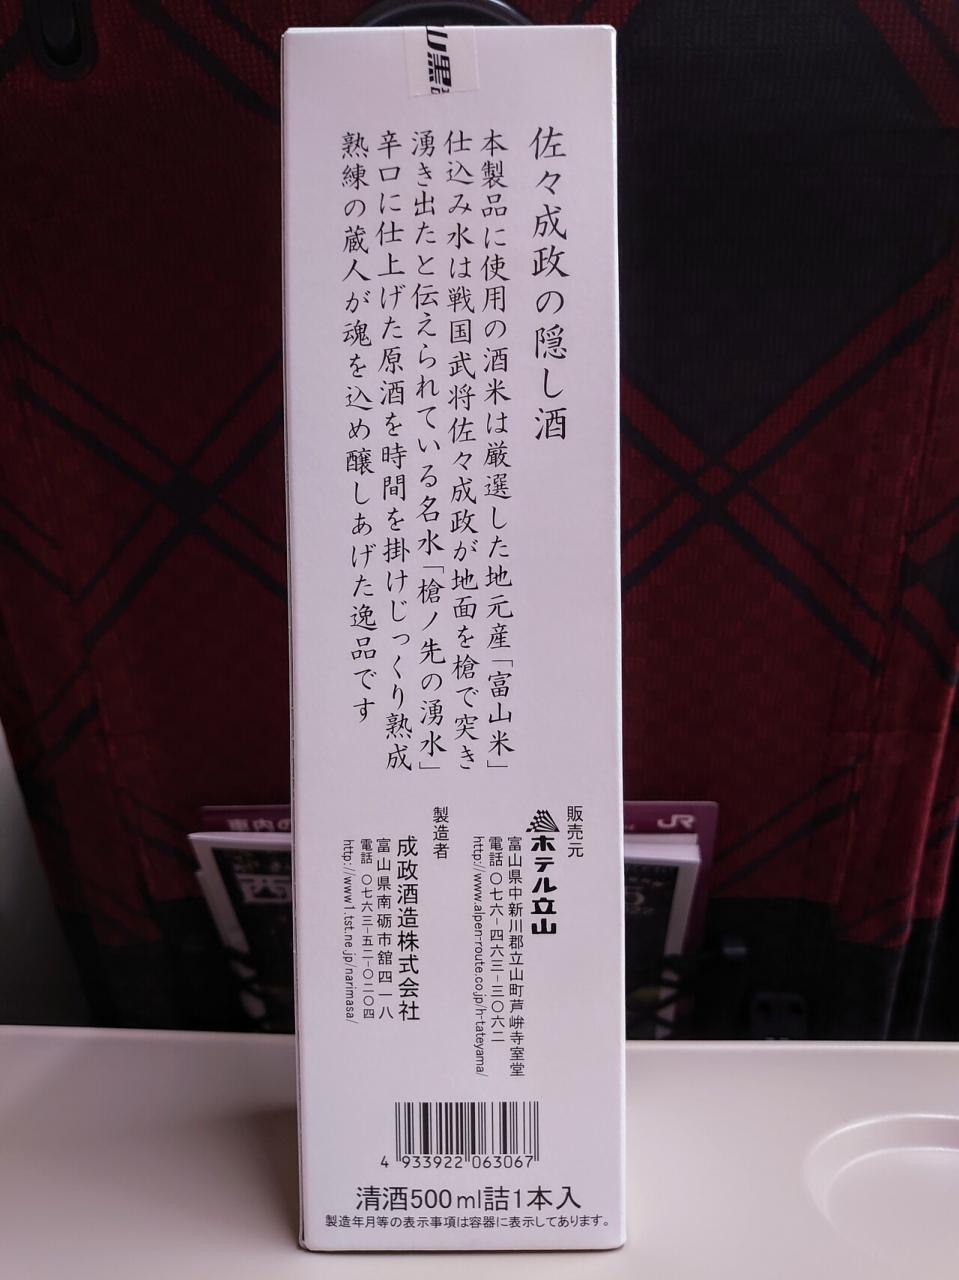 山黒
佐々成政の隠し酒
本製品に使用の酒米は厳選した地元産「富山米」
仕込み水は戦国武将佐々成政が地面を槍で突き
湧き出たと伝えられている名水「槍ノ先の湧水」
辛口に仕上げた原酒を時間を掛けじっくり熟成
熟練の蔵人が魂を込め醸しあげた逸品です
販売元
ホテル立山
富山県中新川郡立山町芦峅寺室堂
電話 〇七六-四六三-三〇六二
http://www.alpen-route.co.jp/h-tateyama/
製造者
成政酒造株式会社
富山県南砺市舘四一八
電話 〇七六三-五二-〇二〇四
http://www1.tst.ne.jp/narimasa/
4 933922 063067
清酒500ml詰1本入
製造年月等の表示事項は容器に表示してあります。
車内の
JR